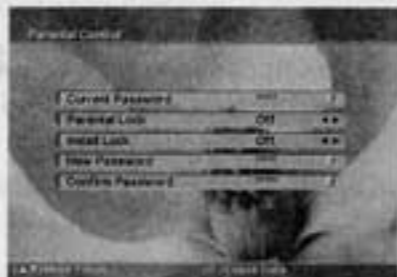 Parental Control
Current Password ****
Parental Lock Off
Install Lock Off
New Password ****
Confirm Password ****